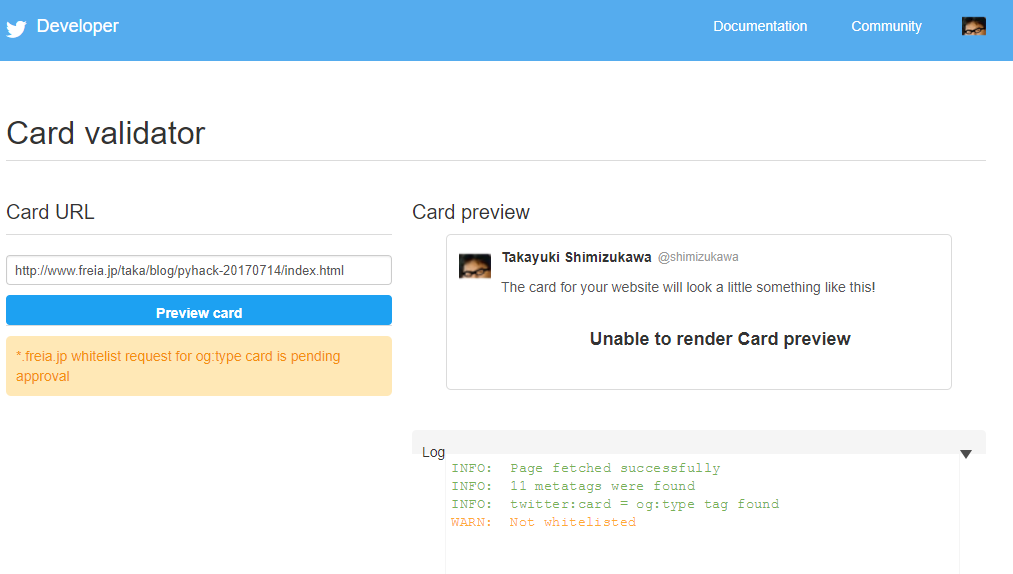 Developer
Documentation
Community
Card validator
Card URL
http://www.freia.jp/taka/blog/pyhack-20170714/index.html
Preview card
*.freia.jp whitelist request for og:type card is pending
approval
Card preview
Takayuki Shimizukawa @shimizukawa
The card for your website will look a little something like this!
Unable to render Card preview
Log
INFO:  Page fetched successfully
INFO:  11 metatags were found
INFO:  twitter:card = og:type tag found
WARN:  Not whitelisted